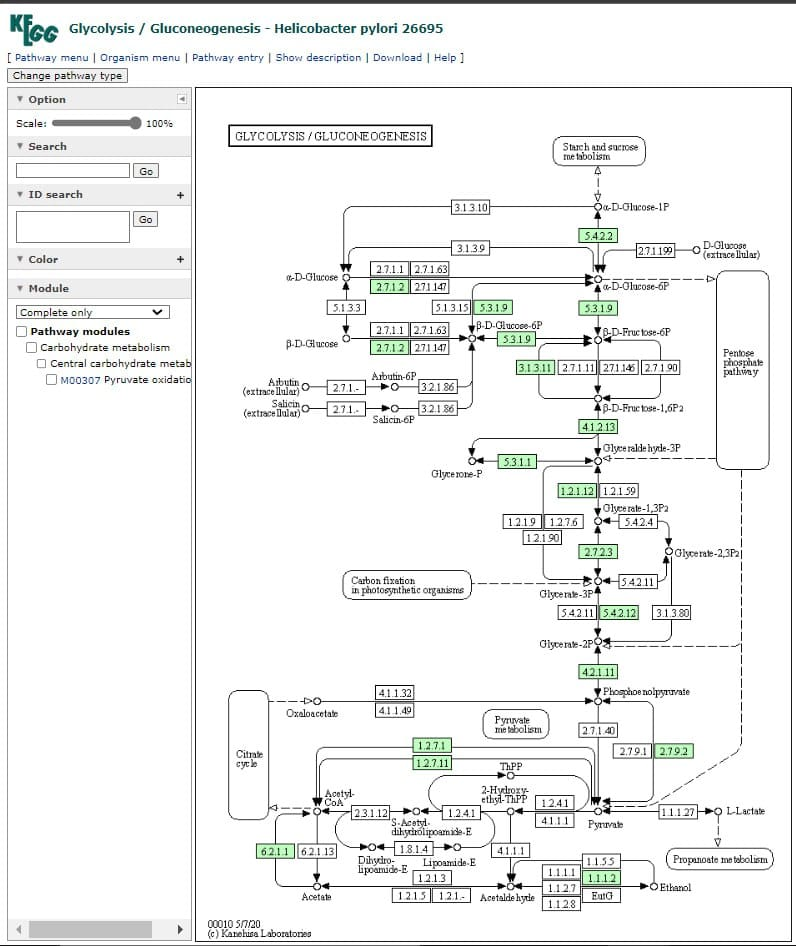 KEGG
Glycolysis / Gluconeogenesis - Helicobacter pylori 26695
[ Pathway menu | Organism menu | Pathway entry | Show description | Download | Help ]
Change pathway type
▼ Option
Scale: 100%
▼ Search
Go
▼ ID search +
Go
▼ Color +
▼ Module
Complete only
Pathway modules
Carbohydrate metabolism
Central carbohydrate metab
M00307 Pyruvate oxidatio
GLYCOLYSIS / GLUCONEOGENESIS
Starch and sucrose
metabolism
3.1.3.10
α-D-Glucose-1P
5.4.2.2
3.1.3.9
2.7.1.199
D-Glucose
(extracellular)
2.7.1.1 2.7.1.63
α-D-Glucose
2.7.1.2 2.7.1.147
α-D-Glucose-6P
5.1.3.3
5.1.3.15 5.3.1.9
5.3.1.9
β-D-Glucose-6P
2.7.1.1 2.7.1.63
β-D-Fructose-6P
β-D-Glucose
2.7.1.2 2.7.1.147
5.3.1.9
Pentose
phosphate
pathway
3.1.3.11 2.7.1.11 2.7.1.146 2.7.1.90
Arbutin
(extracellular)
2.7.1.-
Arbutin-6P
3.2.1.86
Salicin
(extracellular)
2.7.1.-
Salicin-6P
3.2.1.86
β-D-Fructose-1,6P2
4.1.2.13
Glyceraldehyde-3P
5.3.1.1
Glycerone-P
1.2.1.12 1.2.1.59
Glycerate-1,3P2
1.2.1.9 1.2.7.6
5.4.2.4
1.2.1.90
2.7.2.3
Glycerate-2,3P2
Carbon fixation
in photosynthetic organisms
5.4.2.11
Glycerate-3P
5.4.2.11 5.4.2.12
3.1.3.80
Glycerate-2P
4.2.1.11
4.1.1.32
Phosphoenolpyruvate
Oxaloacetate
4.1.1.49
Pyruvate
metabolism
2.7.1.40
Citrate
cycle
1.2.7.1
2.7.9.1 2.7.9.2
1.2.7.11
ThPP
Acetyl-
CoA
2-Hydroxy-
ethyl-ThPP
1.2.4.1
2.3.1.12
1.2.4.1
4.1.1.1
Pyruvate
1.1.1.27
L-Lactate
S-Acetyl-
dihydrolipoamide-E
6.2.1.1 6.2.1.13
1.8.1.4
4.1.1.1
Dihydro-
lipoamide-E
Lipoamide-E
Propanoate metabolism
1.1.5.5
1.2.1.3
1.1.1.1
1.1.1.2
Acetate
1.2.1.5 1.2.1.-
Acetaldehyde
1.1.2.7
EutG
Ethanol
1.1.2.8
00010 5/7/20
(c) Kanehisa Laboratories